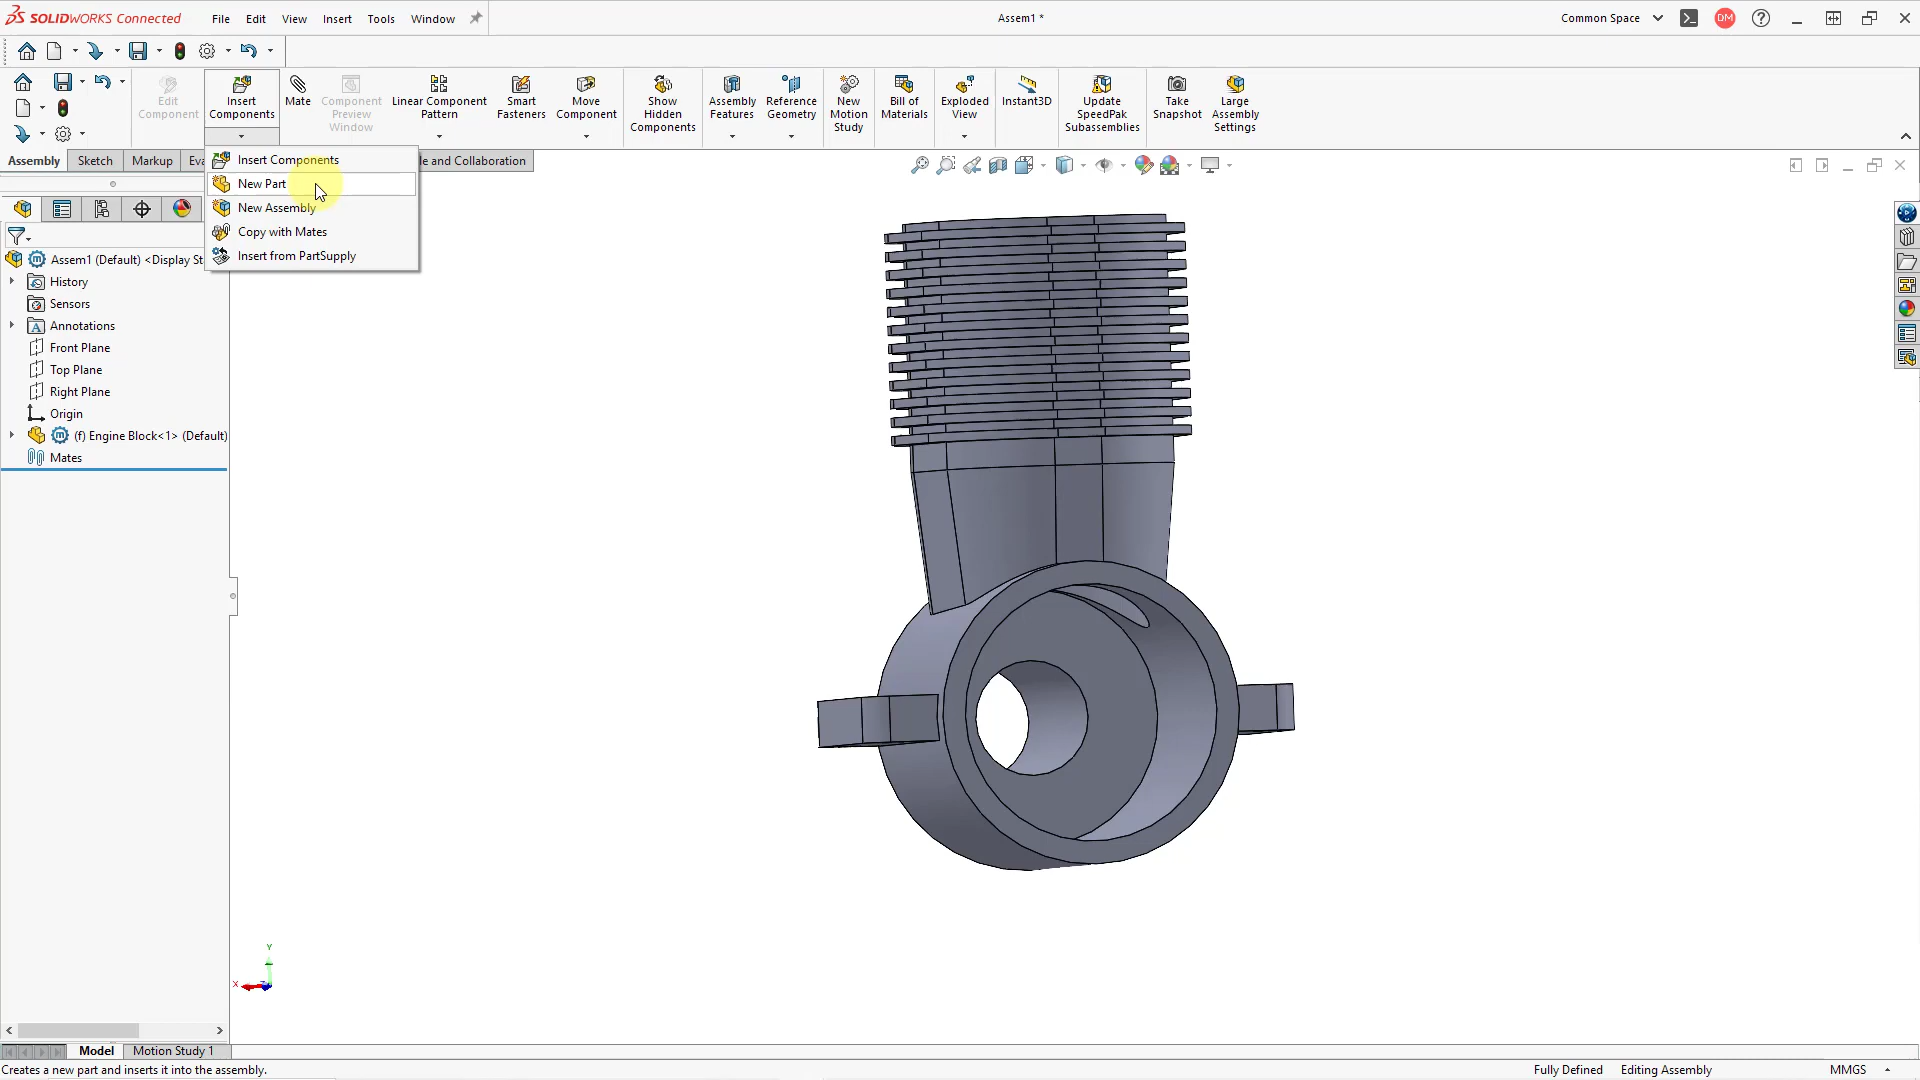 SOLIDWORKS Connected
File Edit View Insert Tools Window
Assem1 *
Common Space
DM
Edit Component
Insert Components
Mate
Component Preview Window
Linear Component Pattern
Smart Fasteners
Move Component
Show Hidden Components
Assembly Features
Reference Geometry
New Motion Study
Bill of Materials
Exploded View
Instant3D
Update SpeedPak Subassemblies
Take Snapshot
Large Assembly Settings
Assembly Sketch Markup Eva
le and Collaboration
Insert Components
New Part
New Assembly
Copy with Mates
Insert from PartSupply
Assem1 (Default) <Display St
History
Sensors
Annotations
Front Plane
Top Plane
Right Plane
Origin
(f) Engine Block<1> (Default)
Mates
Y
X
Model Motion Study 1
Creates a new part and inserts it into the assembly.
Fully Defined Editing Assembly MMGS